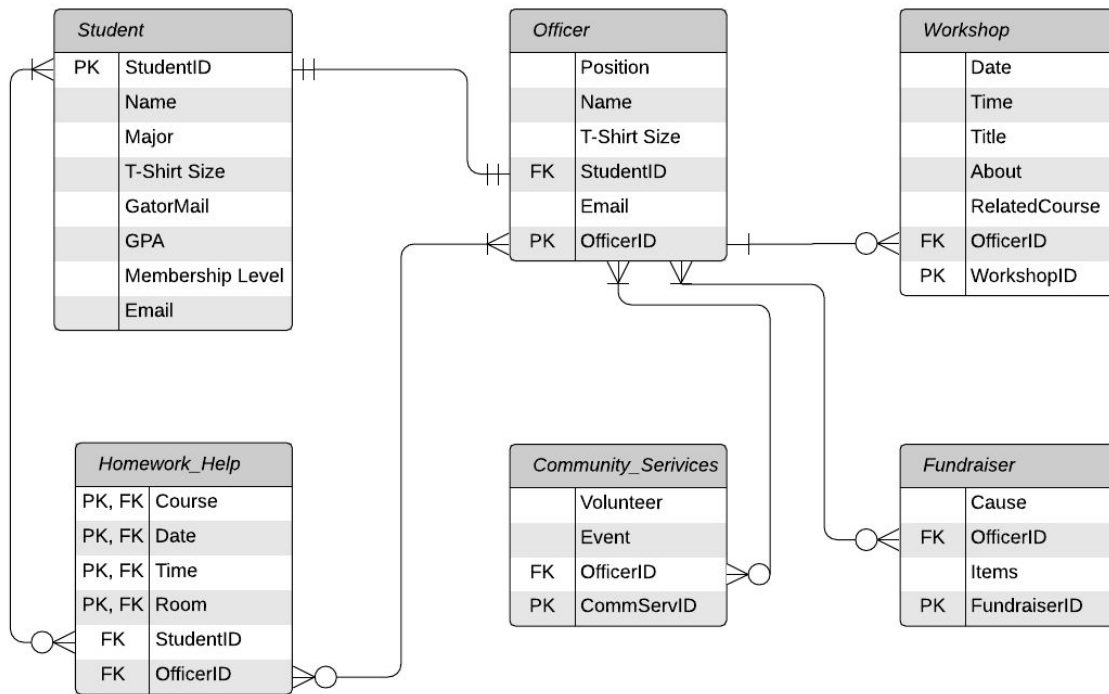 Student
PK StudentID
Name
Major
T-Shirt Size
GatorMail
GPA
Membership Level
Email
Officer
Position
Name
T-Shirt Size
FK StudentID
Email
PK OfficerID
Workshop
Date
Time
Title
About
RelatedCourse
FK OfficerID
PK WorkshopID
Homework_Help
PK, FK Course
PK, FK Date
PK, FK Time
PK, FK Room
FK StudentID
FK OfficerID
Community_Serivices
Volunteer
Event
FK OfficerID
PK CommServID
Fundraiser
Cause
FK OfficerID
Items
PK FundraiserID